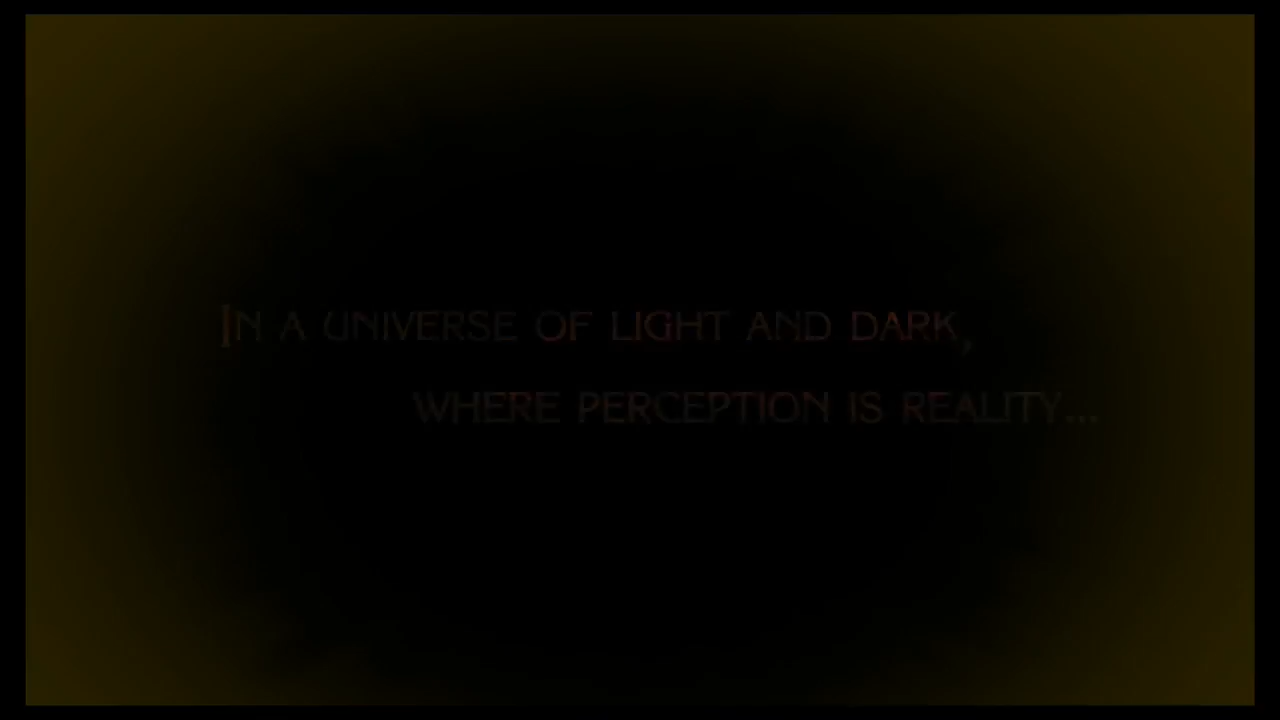 In a universe of light and dark,
where perception is reality...